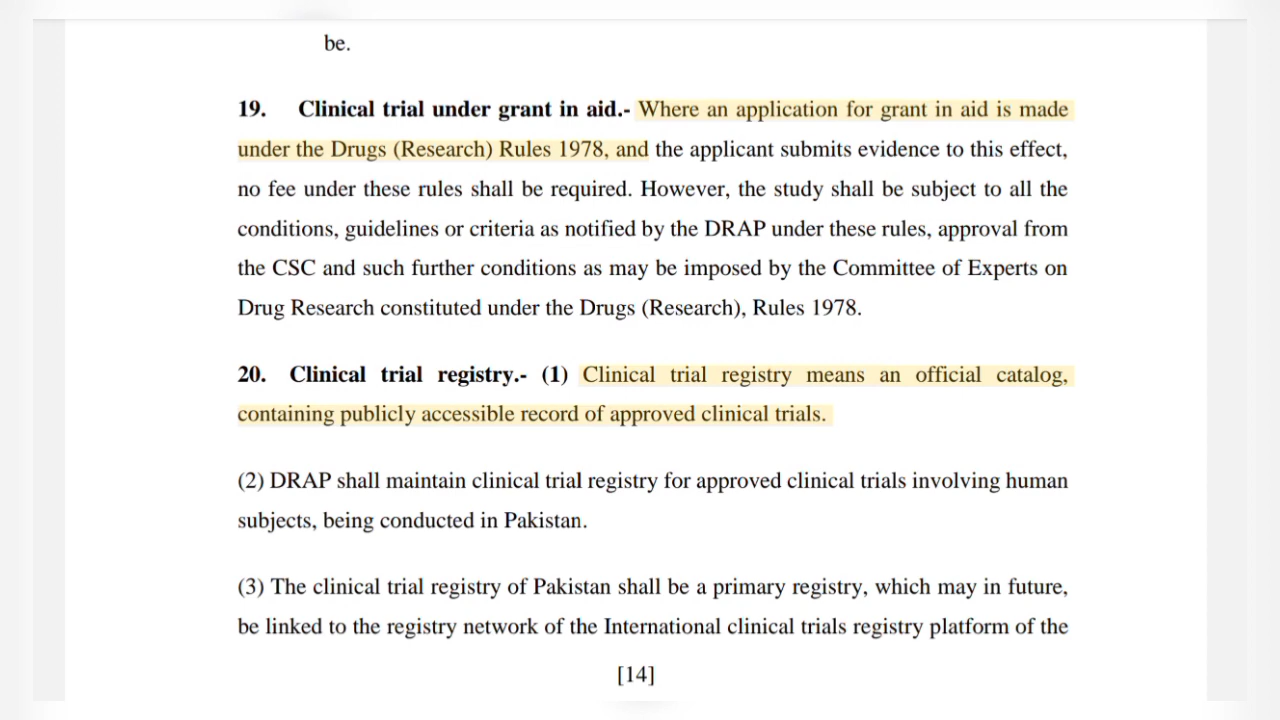 be.
19. Clinical trial under grant in aid.- Where an application for grant in aid is made
under the Drugs (Research) Rules 1978, and the applicant submits evidence to this effect,
no fee under these rules shall be required. However, the study shall be subject to all the
conditions, guidelines or criteria as notified by the DRAP under these rules, approval from
the CSC and such further conditions as may be imposed by the Committee of Experts on
Drug Research constituted under the Drugs (Research), Rules 1978.
20. Clinical trial registry.- (1) Clinical trial registry means an official catalog,
containing publicly accessible record of approved clinical trials.
(2) DRAP shall maintain clinical trial registry for approved clinical trials involving human
subjects, being conducted in Pakistan.
(3) The clinical trial registry of Pakistan shall be a primary registry, which may in future,
be linked to the registry network of the International clinical trials registry platform of the
[14]